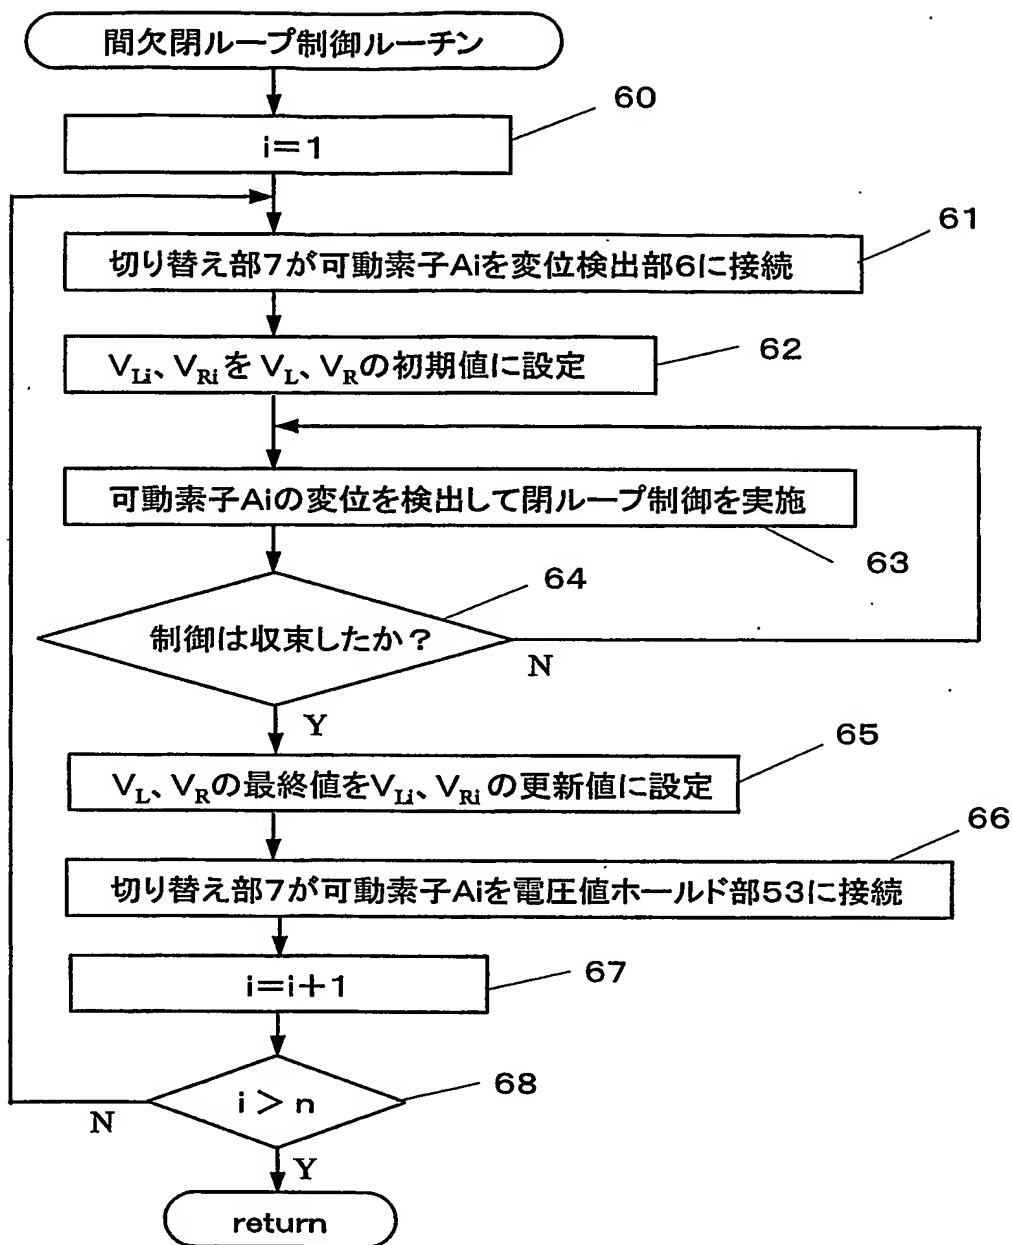 間欠閉ループ制御ルーチン
60
i=1
61
切り替え部7が可動素子Aiを変位検出部6に接続
62
VLi、VRiを VL、VRの初期値に設定
可動素子Aiの変位を検出して閉ループ制御を実施
63
64
制御は収束したか?
N
Y
65
VL、VRの最終値をVLi、VRiの更新値に設定
66
切り替え部7が可動素子Aiを電圧値ホールド部53に接続
67
i=i+1
68
i>n
N
Y
return